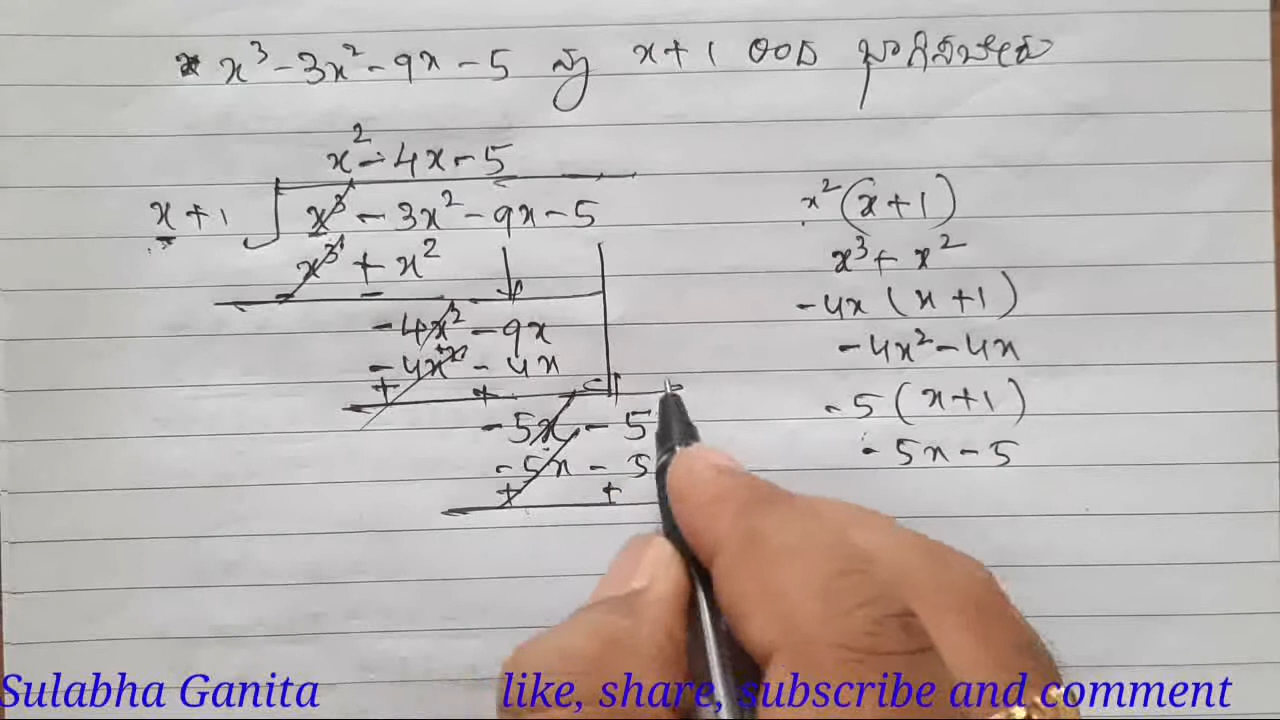 * x³ - 3x² - 9x - 5 ನ್ನು x + 1 ರಿಂದ ಭಾಗಿಸಬೇಕು
x² - 4x - 5
x + 1 x³ - 3x² - 9x - 5
x³ + x²
- -
- 4x² - 9x
- 4x² - 4x
+ +
- 5x - 5
- 5x - 5
+ +
x² (x + 1)
x³ + x²
- 4x (x + 1)
- 4x² - 4x
- 5 (x + 1)
- 5x - 5
Sulabha Ganita
like, share, subscribe and comment